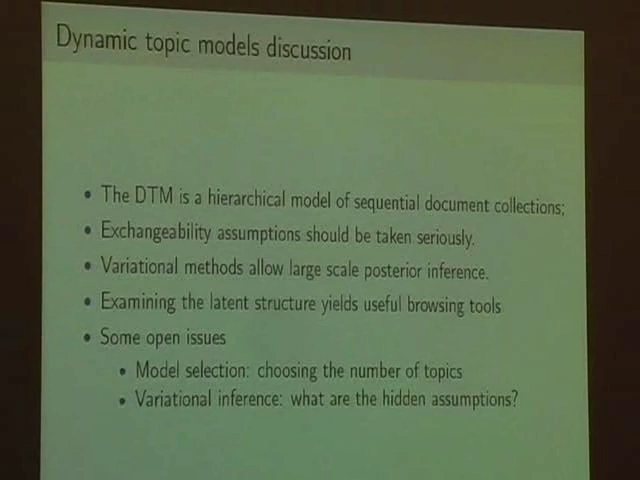 Dynamic topic models discussion
• The DTM is a hierarchical model of sequential document collections;
• Exchangeability assumptions should be taken seriously.
• Variational methods allow large scale posterior inference.
• Examining the latent structure yields useful browsing tools
• Some open issues
• Model selection: choosing the number of topics
• Variational inference: what are the hidden assumptions?